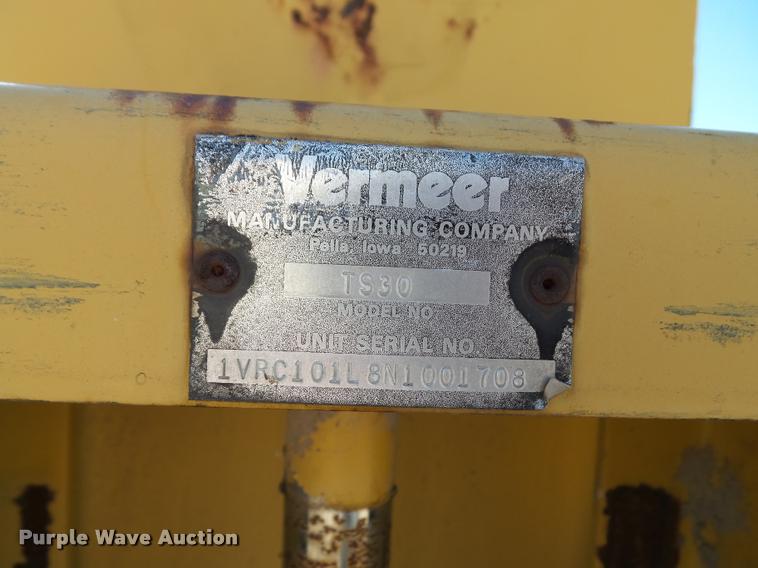 Vermeer
MANUFACTURING COMPANY
Pella, Iowa 50219
TS30
MODEL NO.
UNIT SERIAL NO.
1VRC101L8N1001708
Purple Wave Auction